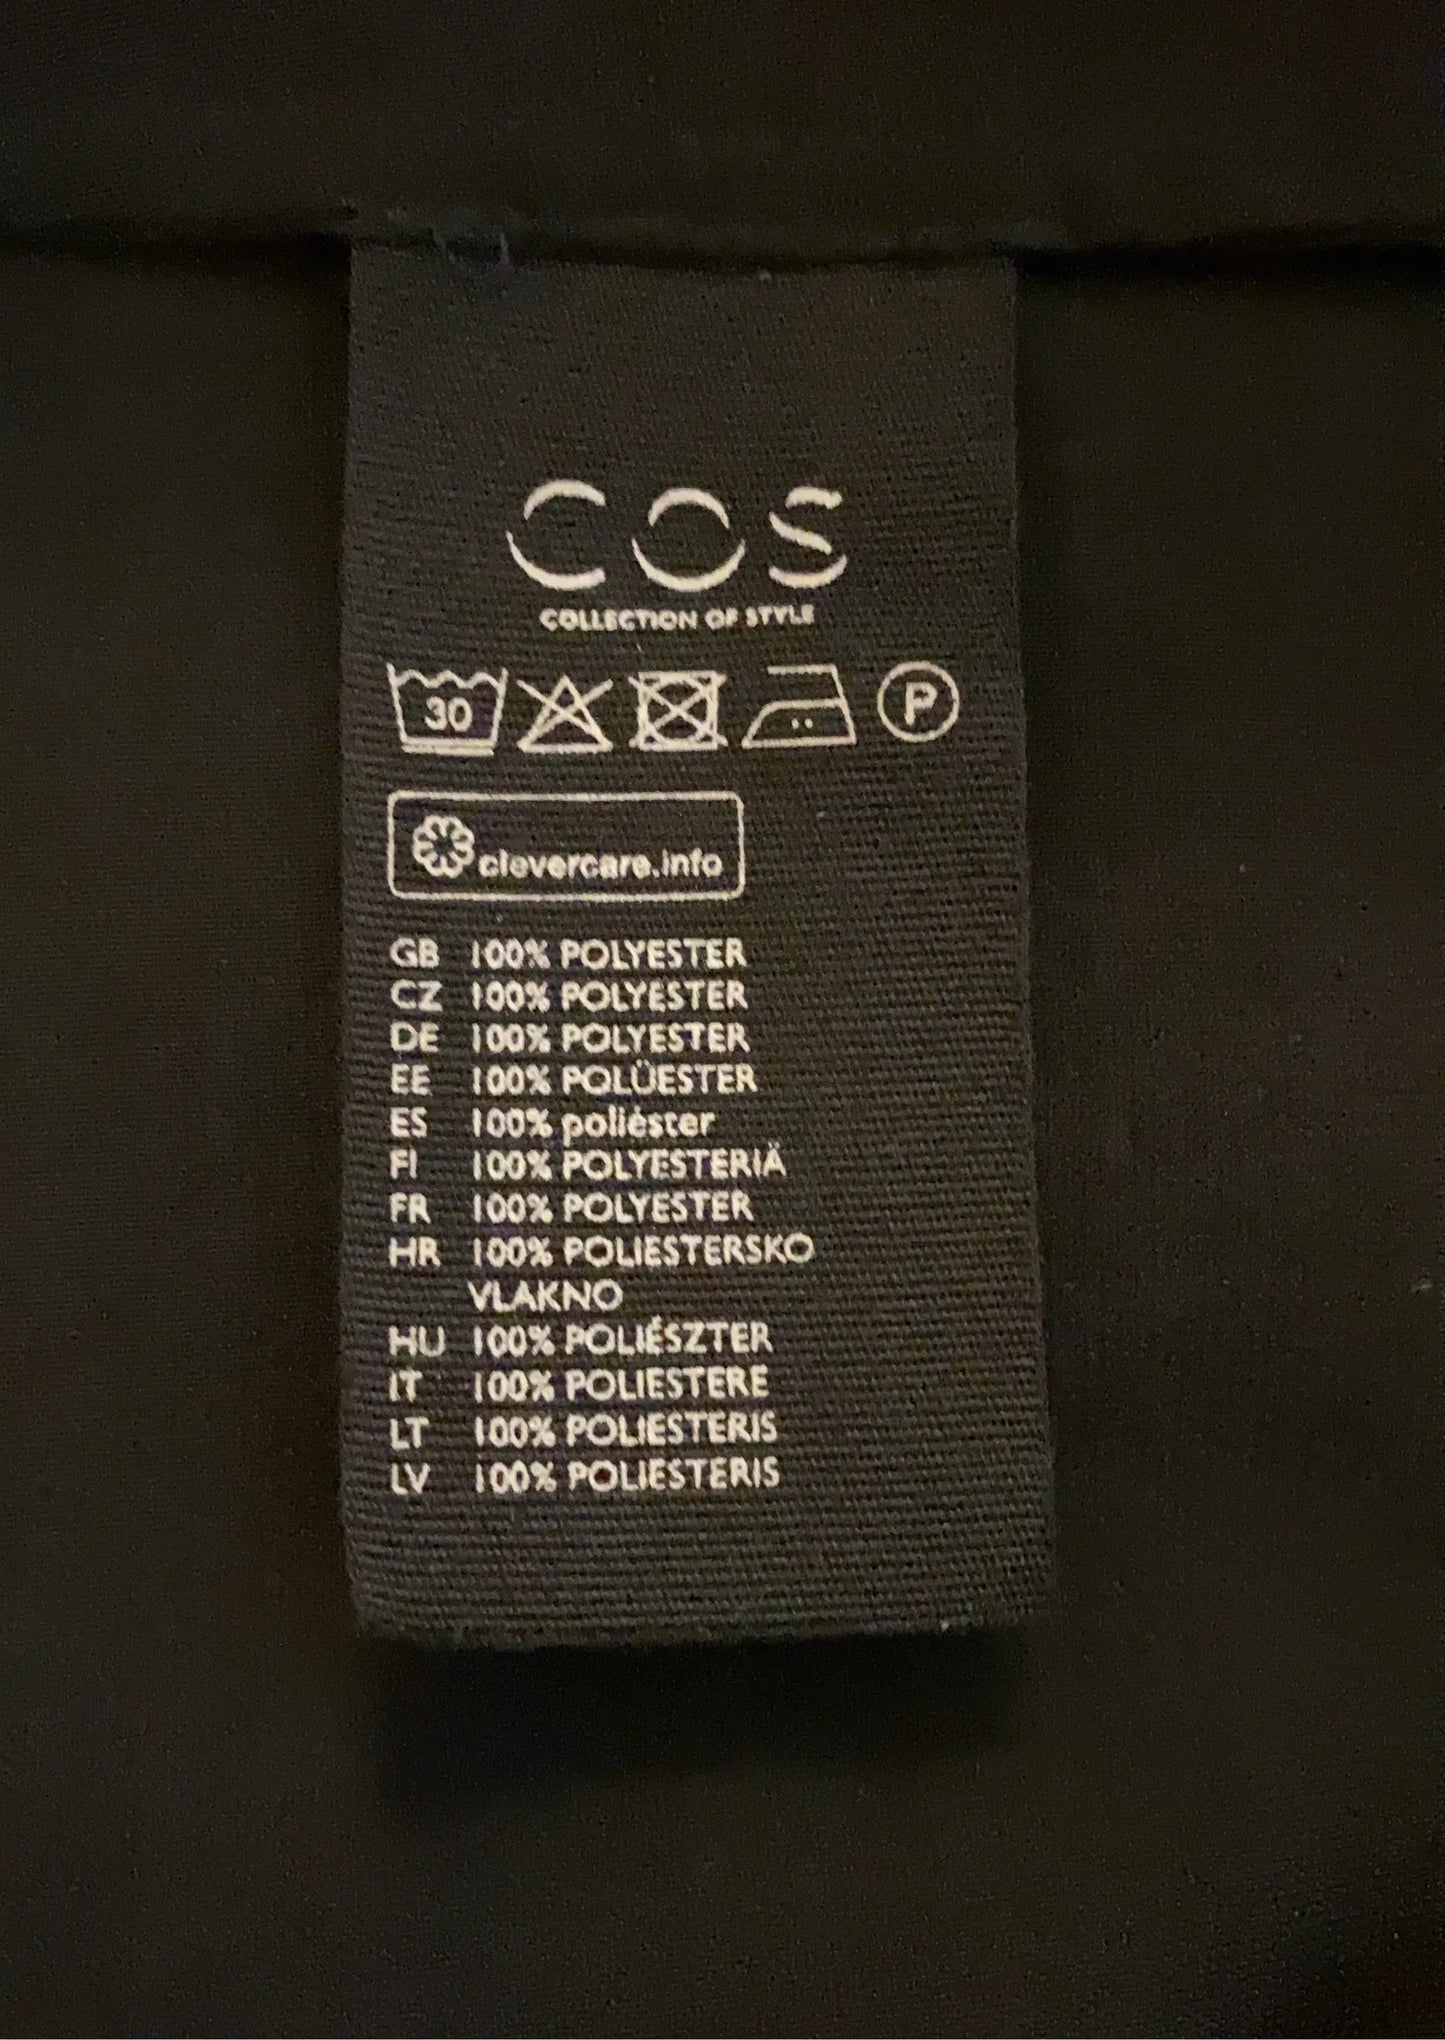 COS
COLLECTION OF STYLE
30 P
clevercare.info
GB 100% POLYESTER
CZ 100% POLYESTER
DE 100% POLYESTER
EE 100% POLÜESTER
ES 100% poliéster
FI 100% POLYESTERIÄ
FR 100% POLYESTER
HR 100% POLIESTERSKO
VLAKNO
HU 100% POLIÉSZTER
IT 100% POLIESTERE
LT 100% POLIESTERIS
LV 100% POLIESTERIS